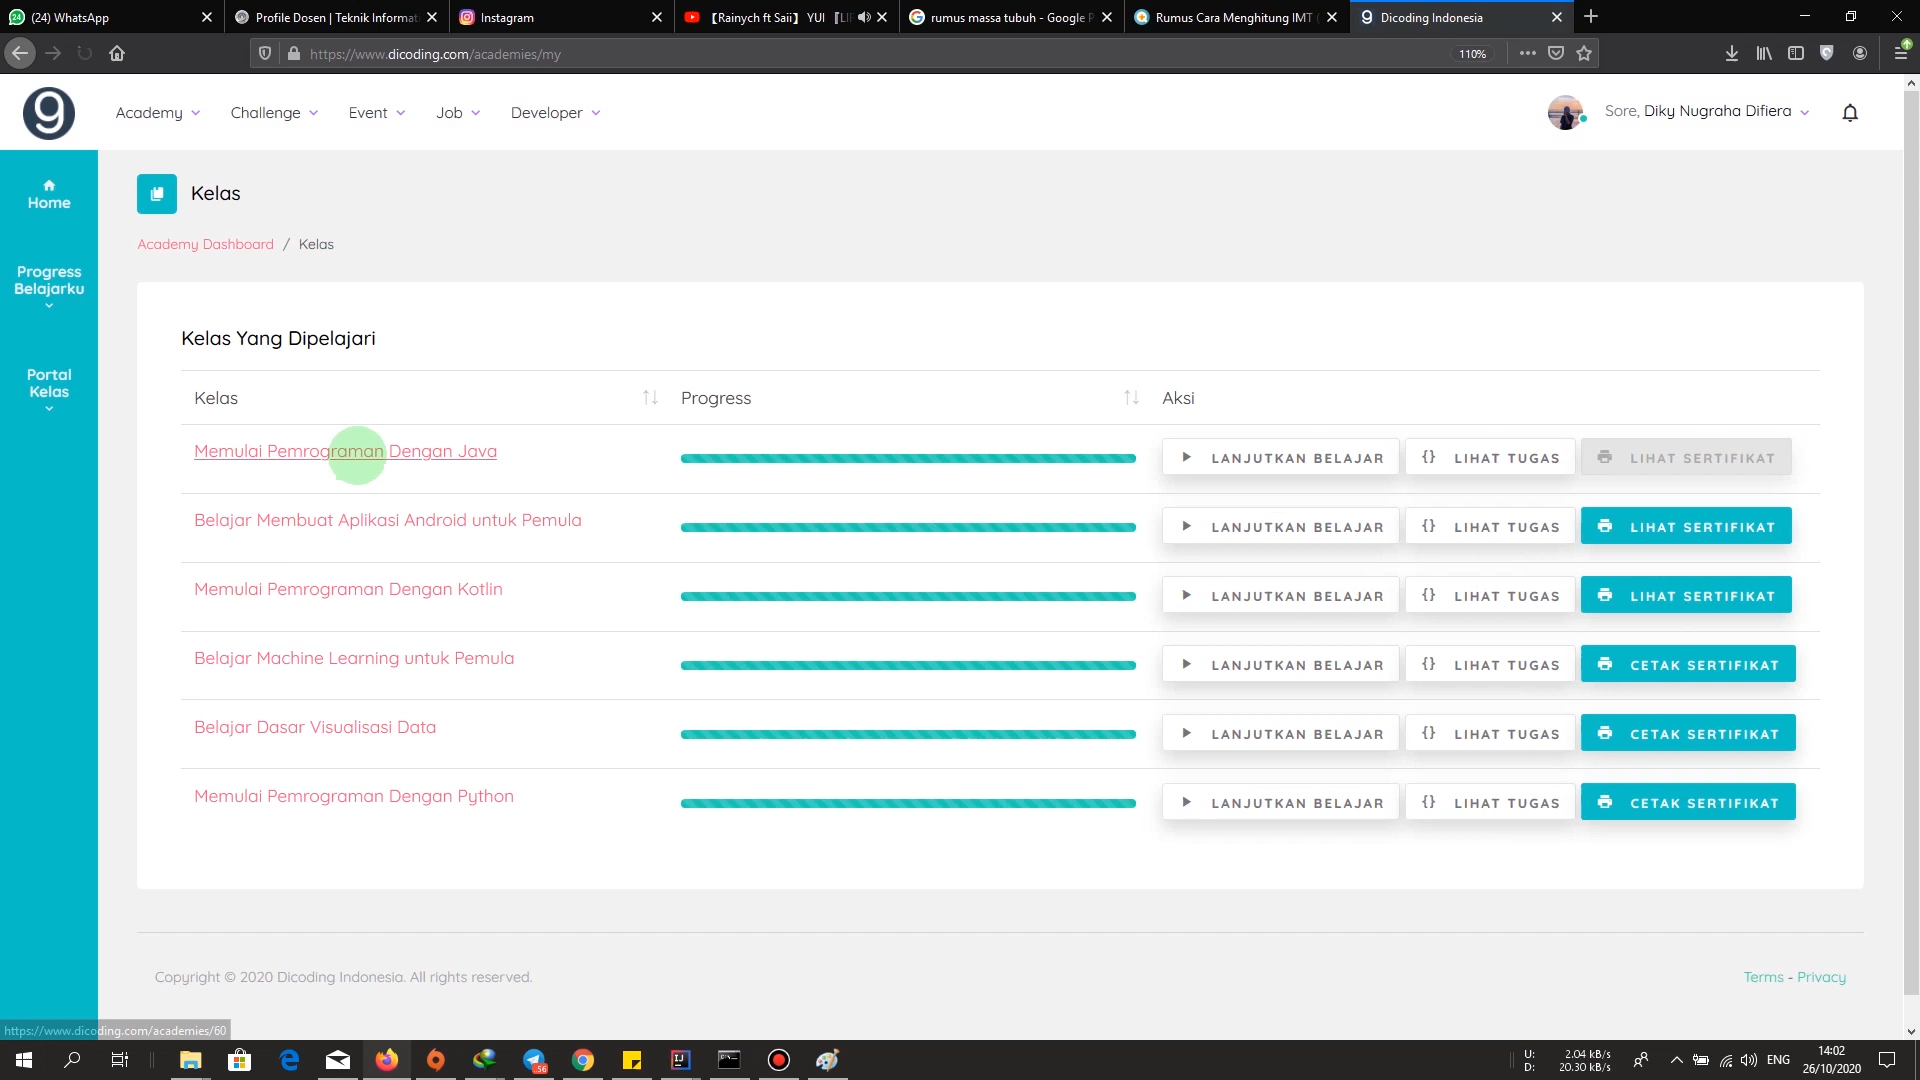 (24) WhatsApp
Profile Dosen | Teknik Informat
Instagram
【Rainych ft Saii】 YUI 『LI
rumus massa tubuh - Google P
Rumus Cara Menghitung IMT (
Dicoding Indonesia
https://www.dicoding.com/academies/my
110%
Academy
Challenge
Event
Job
Developer
Sore, Diky Nugraha Difiera
Home
Progress
Belajarku
Portal
Kelas
Kelas
Academy Dashboard / Kelas
Kelas Yang Dipelajari
Kelas
Progress
Aksi
Memulai Pemrograman Dengan Java
LANJUTKAN BELAJAR
{} LIHAT TUGAS
LIHAT SERTIFIKAT
Belajar Membuat Aplikasi Android untuk Pemula
LANJUTKAN BELAJAR
{} LIHAT TUGAS
LIHAT SERTIFIKAT
Memulai Pemrograman Dengan Kotlin
LANJUTKAN BELAJAR
{} LIHAT TUGAS
LIHAT SERTIFIKAT
Belajar Machine Learning untuk Pemula
LANJUTKAN BELAJAR
{} LIHAT TUGAS
CETAK SERTIFIKAT
Belajar Dasar Visualisasi Data
LANJUTKAN BELAJAR
{} LIHAT TUGAS
CETAK SERTIFIKAT
Memulai Pemrograman Dengan Python
LANJUTKAN BELAJAR
{} LIHAT TUGAS
CETAK SERTIFIKAT
Copyright © 2020 Dicoding Indonesia. All rights reserved.
Terms - Privacy
https://www.dicoding.com/academies/60
U: 2.04 kB/s
D: 20.30 kB/s
ENG
14:02
26/10/2020